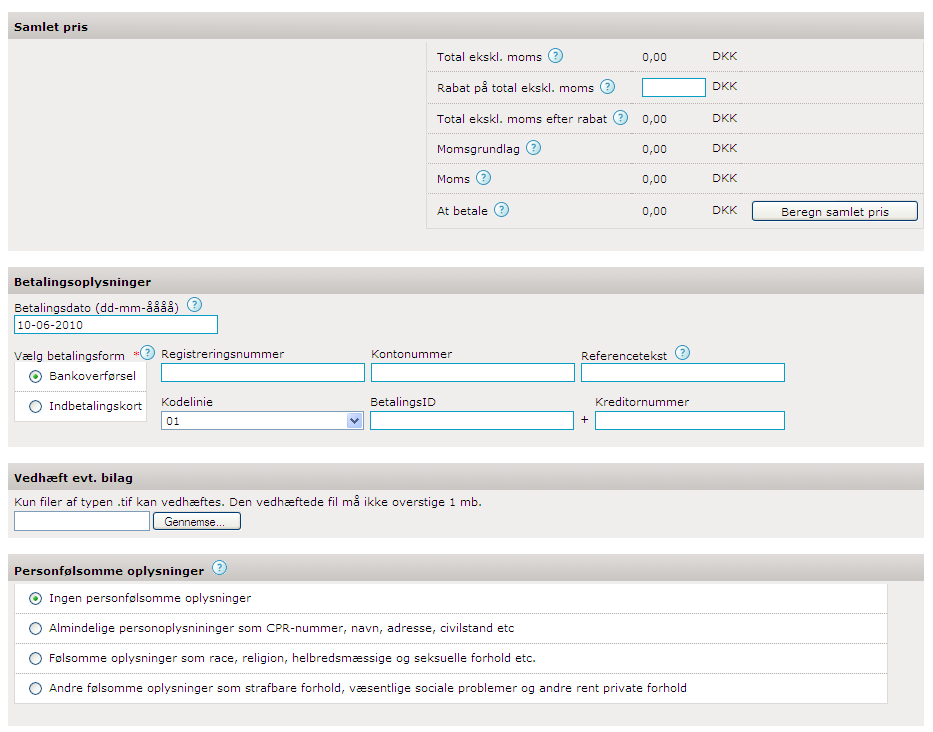 Samlet pris
Total ekskl. moms ? 0,00 DKK
Rabat på total ekskl. moms ? DKK
Total ekskl. moms efter rabat ? 0,00 DKK
Momsgrundlag ? 0,00 DKK
Moms ? 0,00 DKK
At betale ? 0,00 DKK Beregn samlet pris
Betalingsoplysninger
Betalingsdato (dd-mm-åååå) ?
10-06-2010
Vælg betalingsform *? Registreringsnummer Kontonummer Referencetekst ?
Bankoverførsel
Kodelinie BetalingsID Kreditornummer
Indbetalingskort
01 +
Vedhæft evt. bilag
Kun filer af typen .tif kan vedhæftes. Den vedhæftede fil må ikke overstige 1 mb.
Gennemse...
Personfølsomme oplysninger ?
Ingen personfølsomme oplysninger
Almindelige personoplysnininger som CPR-nummer, navn, adresse, civilstand etc
Følsomme oplysninger som race, religion, helbredsmæssige og seksuelle forhold etc.
Andre følsomme oplysninger som strafbare forhold, væsentlige sociale problemer og andre rent private forhold